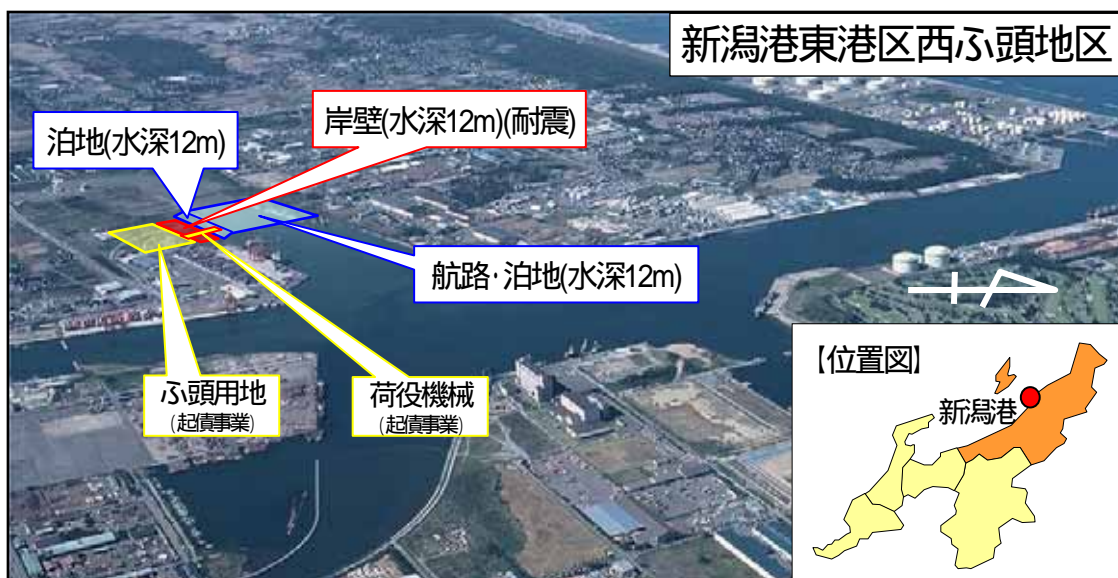 新潟港東港区西ふ頭地区
岸壁(水深12m)(耐震)
泊地(水深12m)
航路・泊地(水深12m)
ふ頭用地
(起債事業)
荷役機械
(起債事業)
【位置図】
新潟港